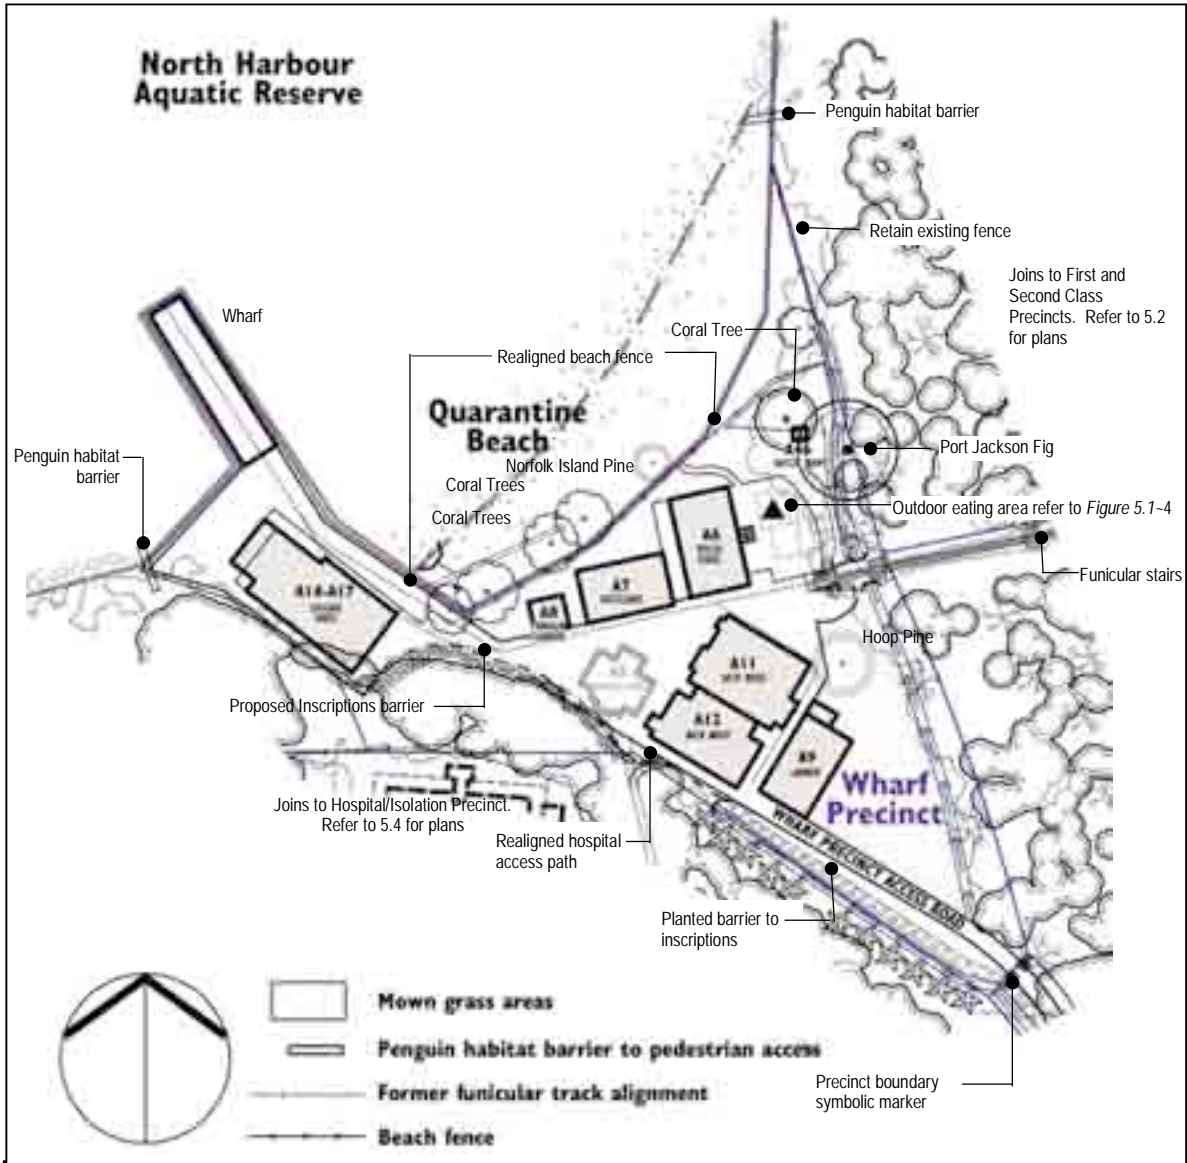 North Harbour
Aquatic Reserve
Penguin habitat barrier
Retain existing fence
Joins to First and
Second Class
Precincts. Refer to 5.2
for plans
Wharf
Coral Tree
Realigned beach fence
Quarantine
Beach
Penguin habitat
barrier
Norfolk Island Pine
Coral Trees
Coral Trees
Port Jackson Fig
Outdoor eating area refer to Figure 5.1~4
Funicular stairs
A6
A7
A8
A14-A17
Hoop Pine
A11
A12
A9
Proposed Inscriptions barrier
Wharf
Precinct
Joins to Hospital/Isolation Precinct.
Refer to 5.4 for plans
Realigned hospital
access path
WHARF PRECINCT ACCESS ROAD
Planted barrier to
inscriptions
Precinct boundary
symbolic marker
Mown grass areas
Penguin habitat barrier to pedestrian access
Former funicular track alignment
Beach fence